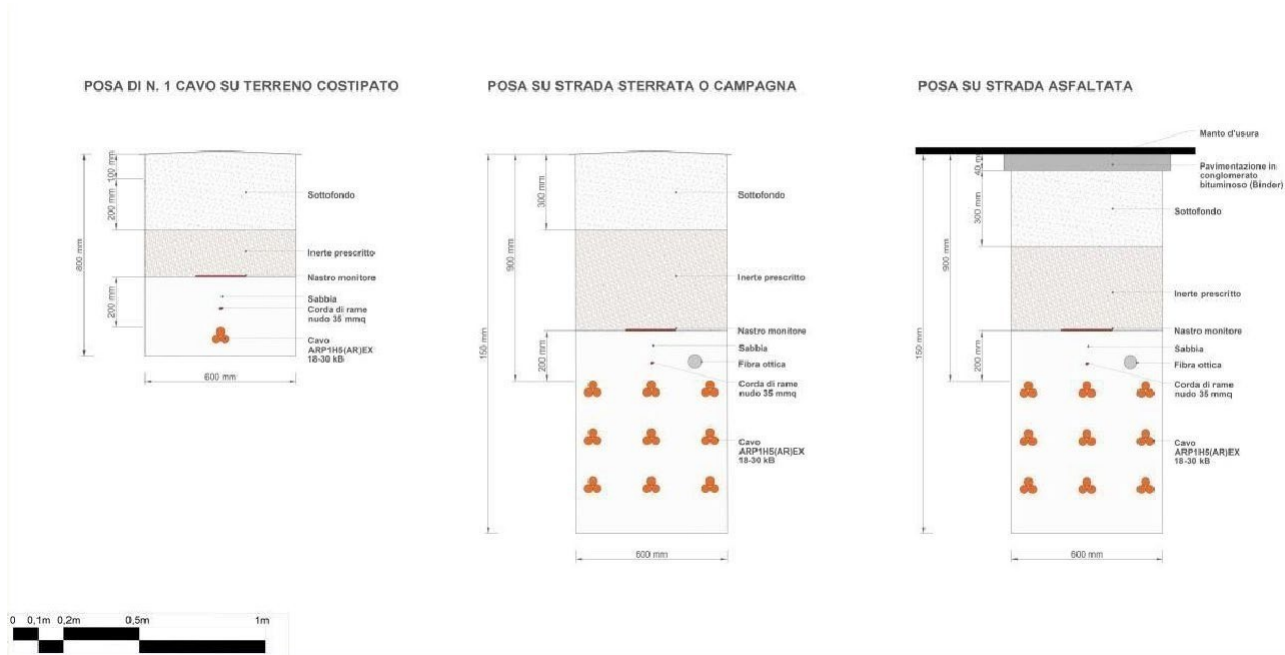 POSA DI N. 1 CAVO SU TERRENO COSTIPATO
100 mm
200 mm
800 mm
200 mm
600 mm
Sottofondo
Inerte prescritto
Nastro monitore
Sabbia
Corda di rame
nudo 35 mmq
Cavo
ARP1H5(AR)EX
18-30 kB
POSA SU STRADA STERRATA O CAMPAGNA
300 mm
900 mm
150 mm
200 mm
600 mm
Sottofondo
Inerte prescritto
Nastro monitore
Sabbia
Fibra ottica
Corda di rame
nudo 35 mmq
Cavo
ARP1H5(AR)EX
18-30 kB
POSA SU STRADA ASFALTATA
40 m
300 mm
900 mm
150 mm
200 mm
600 mm
Manto d'usura
Pavimentazione in
conglomerato
bituminoso (Binder)
Sottofondo
Inerte prescritto
Nastro monitore
Sabbia
Fibra ottica
Corda di rame
nudo 35 mmq
Cavo
ARP1H5(AR)EX
18-30 kB
0 0,1m 0,2m 0,5m 1m